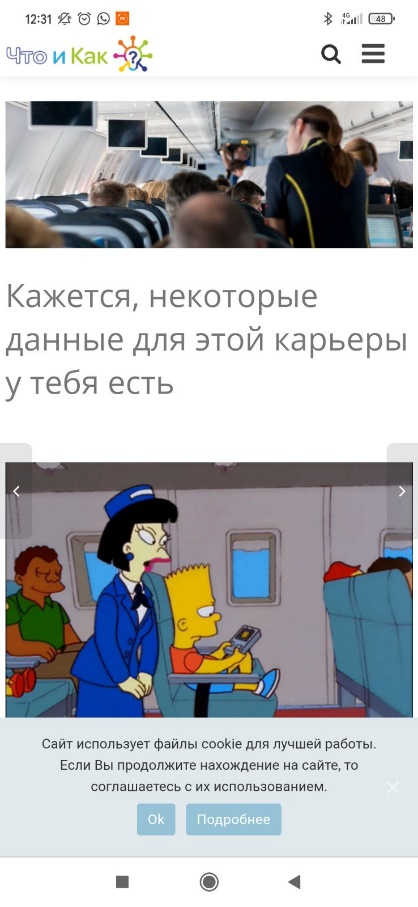 12:31
4G
48
Что и Как
Кажется, некоторые
данные для этой карьеры
у тебя есть
Сайт использует файлы cookie для лучшей работы.
Если Вы продолжите нахождение на сайте, то
соглашаетесь с их использованием.
Ok
Подробнее